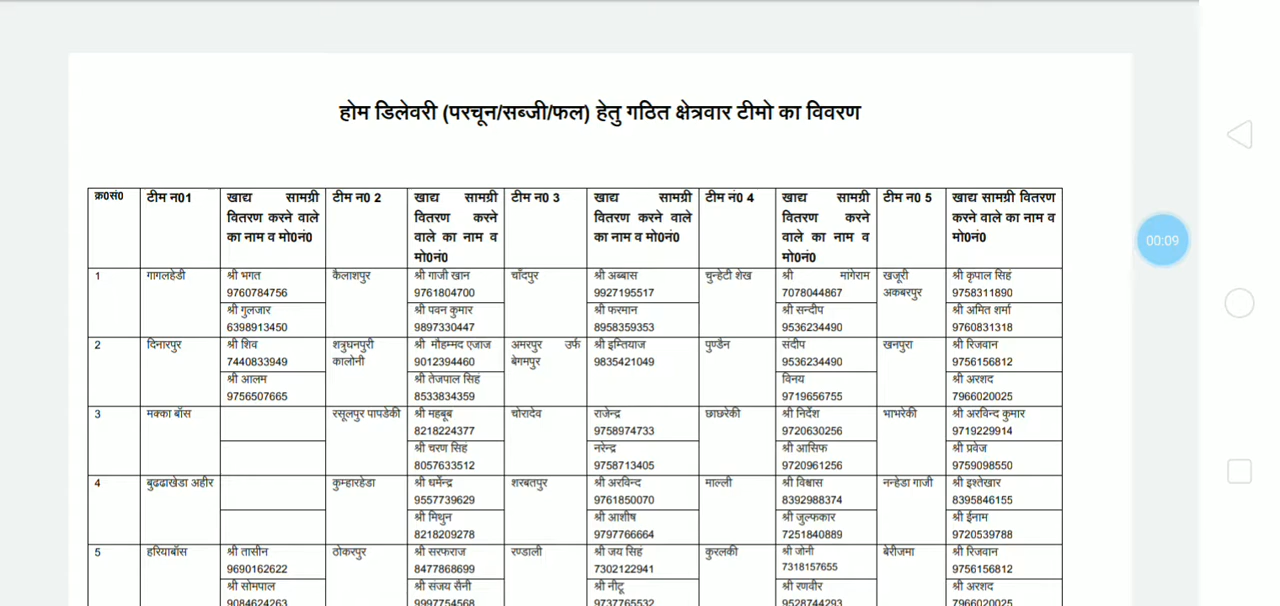 होम डिलेवरी (परचून/सब्जी/फल) हेतु गठित क्षेत्रवार टीमो का विवरण
क्र0सं0 टीम न01 खाद्य सामग्री वितरण करने वाले का नाम व मो0नं0 टीम न0 2 खाद्य सामग्री वितरण करने वाले का नाम व मो0नं0 टीम न0 3 खाद्य सामग्री वितरण करने वाले का नाम व मो0नं0 टीम नं0 4 खाद्य सामग्री वितरण करने वाले का नाम व मो0नं0 टीम न0 5 खाद्य सामग्री वितरण करने वाले का नाम व मो0नं0
00:09
1 गागलहेडी श्री भगत कैलाशपुर श्री गाजी खान चाँदपुर श्री अब्बास चुन्हेटी शेख श्री मांगेराम खजूरी श्री कृपाल सिहं
9760784756 9761804700 9927195517 7078044867 अकबरपुर 9758311890
श्री गुलजार श्री पवन कुमार श्री फरमान श्री सन्दीप श्री अमित शर्मा
6398913450 9897330447 8958359353 9536234490 9760831318
2 दिनारपुर श्री शिव शत्रुघनपुरी श्री मौहम्मद एजाज अमरपुर उर्फ श्री इम्तियाज पुण्डैन संदीप खनपुरा श्री रिजवान
7440833949 कालोनी 9012394460 बेगमपुर 9835421049 9536234490 9756156812
श्री आलम श्री तेजपाल सिहं विनय श्री अरशद
9756507665 8533834359 9719656755 7966020025
3 मक्का बॉस रसूलपुर पापडेकी श्री महबूब चोरादेव राजेन्द्र छाछरेकी श्री निर्देश भाभरेकी श्री अरविन्द कुमार
8218224377 9758974733 9720630256 9719229914
श्री चरण सिहं नरेन्द्र श्री आसिफ श्री प्रवेज
8057633512 9758713405 9720961256 9759098550
4 बुढढाखेडा अहीर कुम्हारहेडा श्री धर्मेन्द्र शरबतपुर श्री अरविन्द माल्ली श्री विश्वास नन्हेडा गाजी श्री इश्तेखार
9557739629 9761850070 8392988374 8395846155
श्री मिथुन श्री आशीष श्री जुल्फकार श्री ईनाम
8218209278 9797766664 7251840889 9720539788
5 हरियाबॉस श्री तासीन ठोकरपुर श्री सरफराज रण्डाली श्री जय सिहं कुरलकी श्री जोनी बेरीजमा श्री रिजवान
9690162622 8477868699 7302122941 7318157655 9756156812
श्री सोमपाल श्री संजय सैनी श्री नीटू श्री रणवीर श्री अरशद
9084624263 9997754568 9737765532 9528744293 7966020025